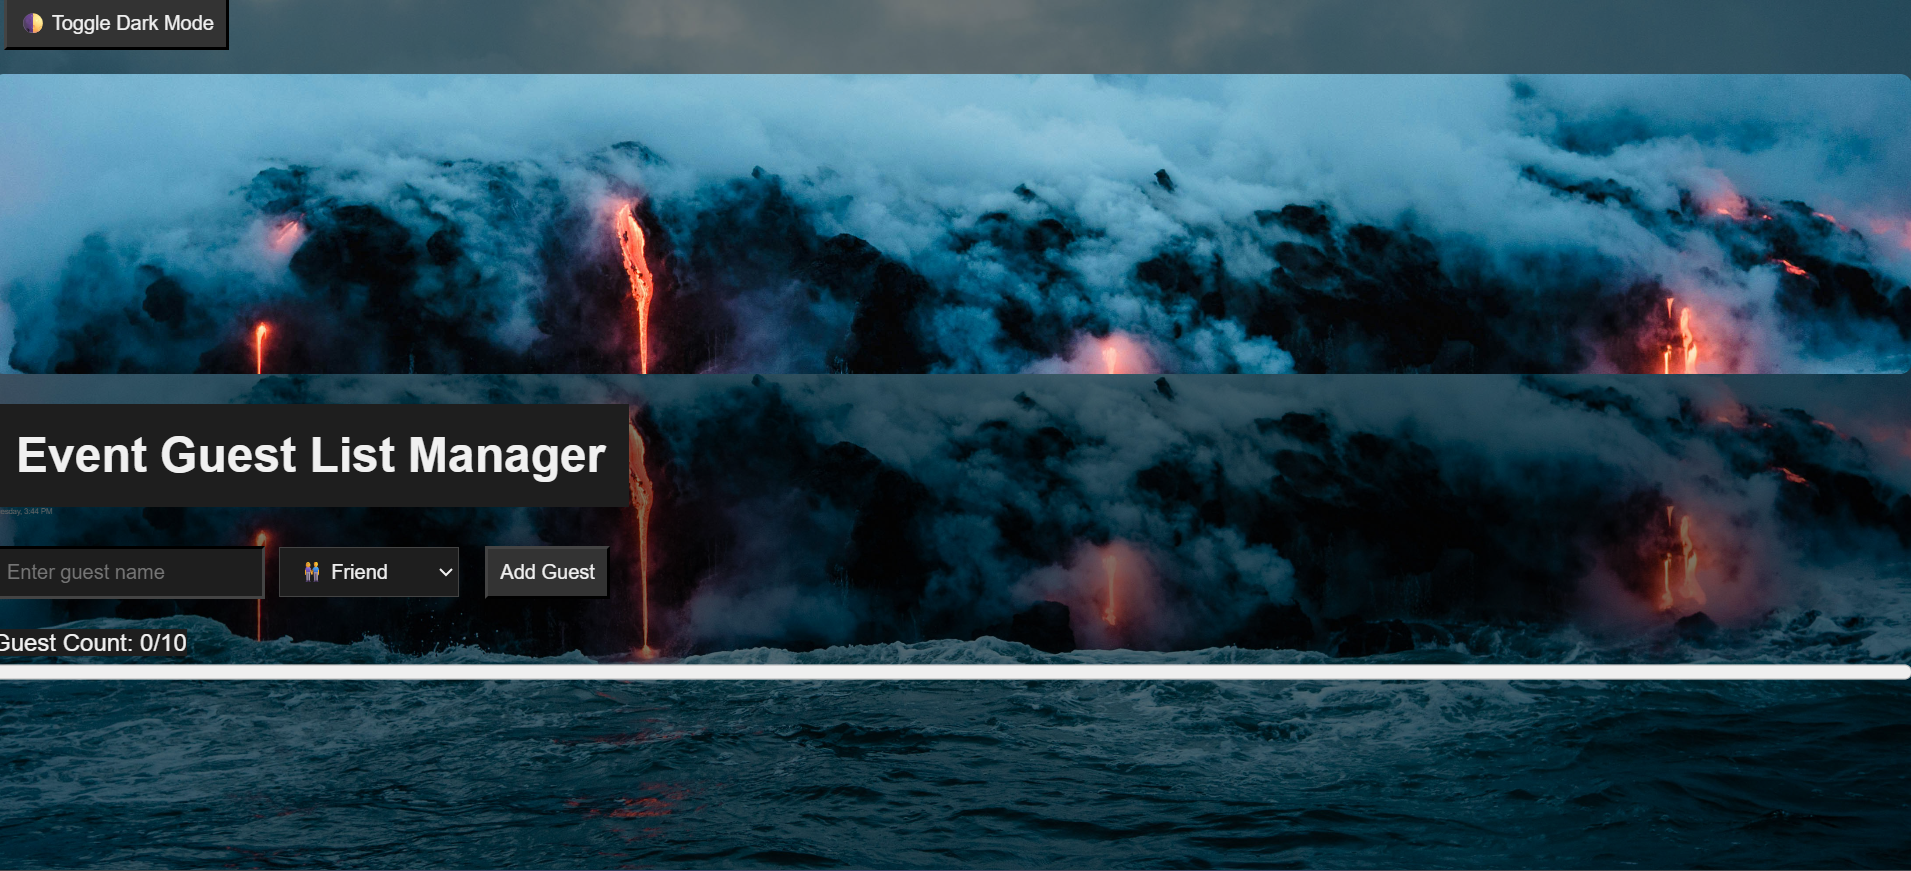 Toggle Dark Mode
Event Guest List Manager
3:44 PM
Enter guest name
Friend
Add Guest
Guest Count: 0/10